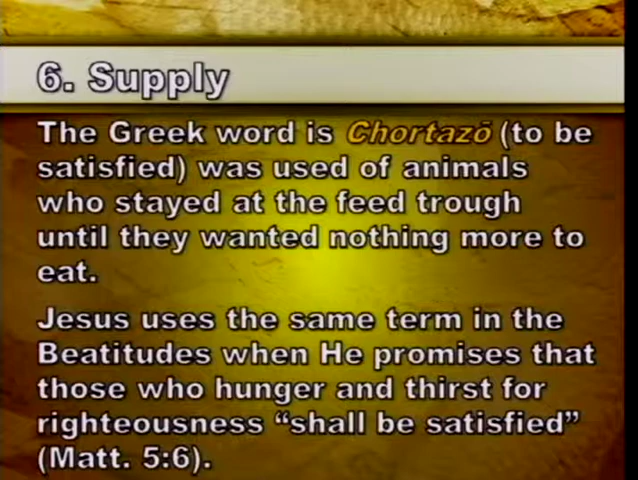 6. Supply
The Greek word is Chortazō (to be
satisfied) was used of animals
who stayed at the feed trough
until they wanted nothing more to
eat.
Jesus uses the same term in the
Beatitudes when He promises that
those who hunger and thirst for
righteousness “shall be satisfied”
(Matt. 5:6).